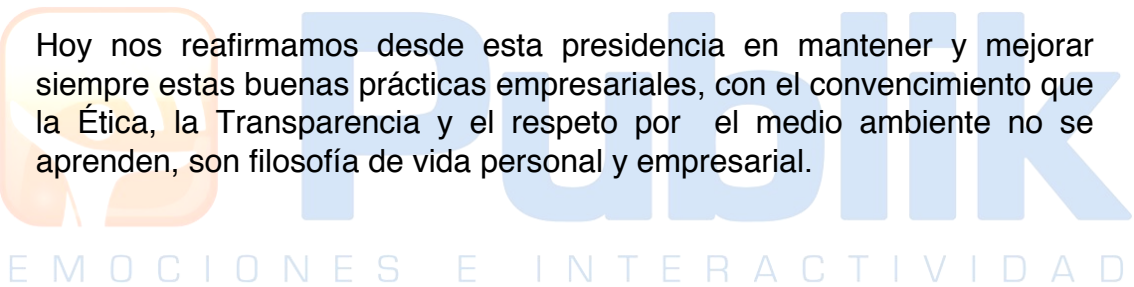 Hoy nos reafirmamos desde esta presidencia en mantener y mejorar
siempre estas buenas prácticas empresariales, con el convencimiento que
la Ética, la Transparencia y el respeto por el medio ambiente no se
aprenden, son filosofía de vida personal y empresarial.
Publik
EMOCIONES E INTERACTIVIDAD